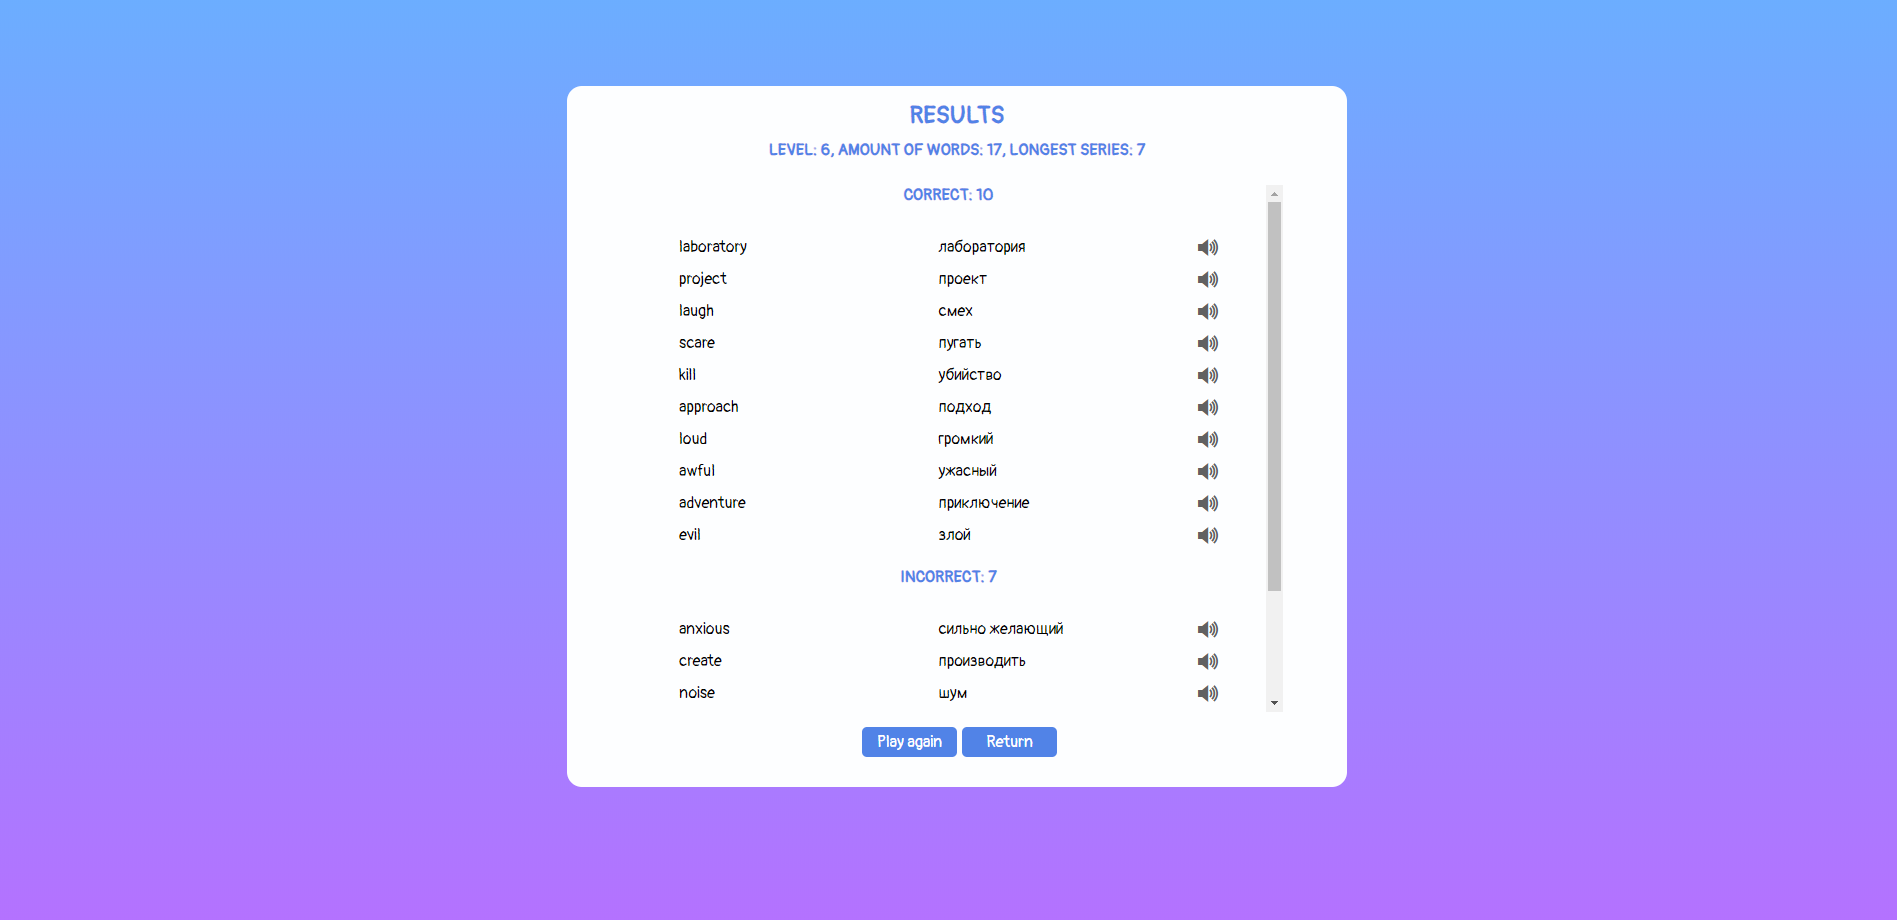 RESULTS
LEVEL: 6, AMOUNT OF WORDS: 17, LONGEST SERIES: 7
CORRECT: 10
laboratory лаборатория
project проект
laugh смех
scare пугать
kill убийство
approach подход
loud громкий
awful ужасный
adventure приключение
evil злой
INCORRECT: 7
anxious сильно желающий
create производить
noise шум
Play again Return